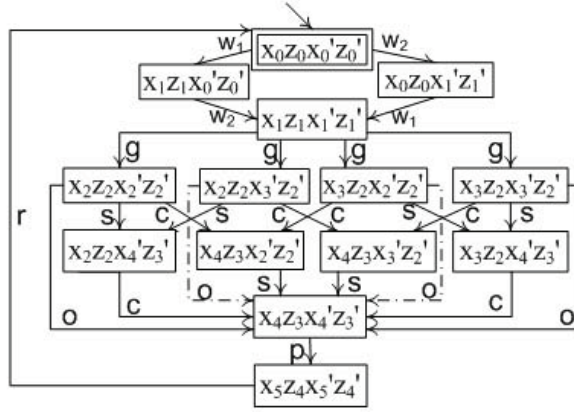 w₁ x₀z₀x₀'z₀' w₂
x₁z₁x₀'z₀' x₀z₀x₁'z₁'
w₂ x₁z₁x₁'z₁' w₁
g g g g
x₂z₂x₂'z₂' x₂z₂x₃'z₂' x₃z₂x₂'z₂' x₃z₂x₃'z₂'
r s c s c c s c s
x₂z₂x₄'z₃' x₄z₃x₂'z₂' x₄z₃x₃'z₂' x₃z₂x₄'z₃'
o c o s s o c o
x₄z₃x₄'z₃'
p
x₅z₄x₅'z₄'